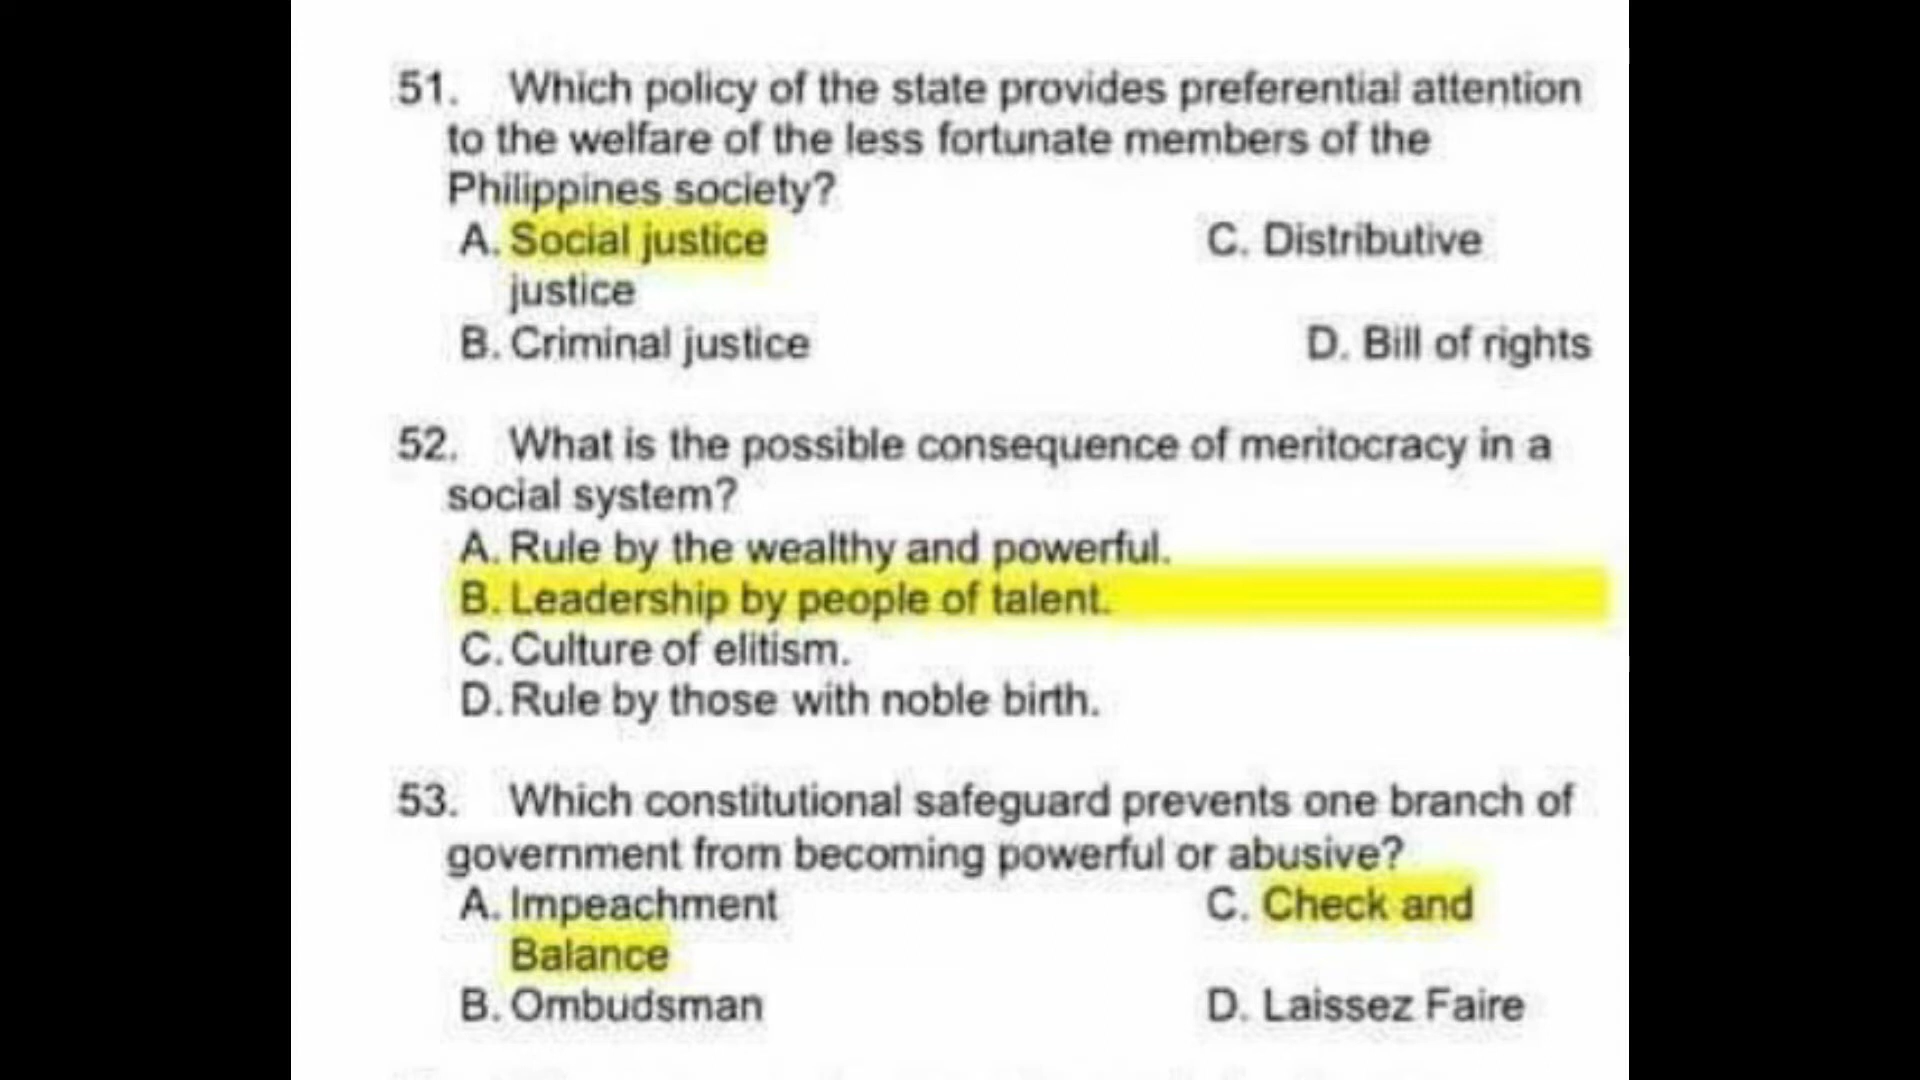 51. Which policy of the state provides preferential attention
to the welfare of the less fortunate members of the
Philippines society?
A. Social justice C. Distributive
justice
B. Criminal justice D. Bill of rights
52. What is the possible consequence of meritocracy in a
social system?
A. Rule by the wealthy and powerful.
B. Leadership by people of talent.
C. Culture of elitism.
D. Rule by those with noble birth.
53. Which constitutional safeguard prevents one branch of
government from becoming powerful or abusive?
A. Impeachment C. Check and
Balance
B. Ombudsman D. Laissez Faire